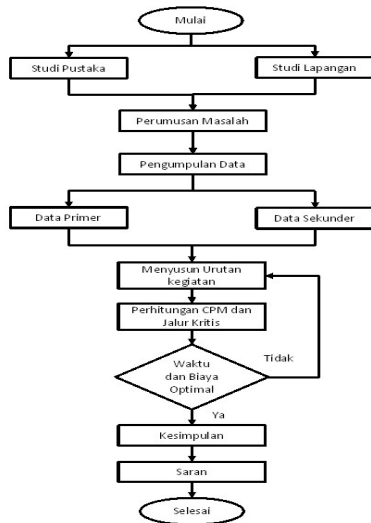 Mulai
Studi Pustaka
Studi Lapangan
Perumusan Masalah
Pengumpulan Data
Data Primer
Data Sekunder
Menyusun Urutan
kegiatan
Perhitungan CPM dan
Jalur Kritis
Waktu
dan Biaya
Optimal
Tidak
Ya
Kesimpulan
Saran
Selesai